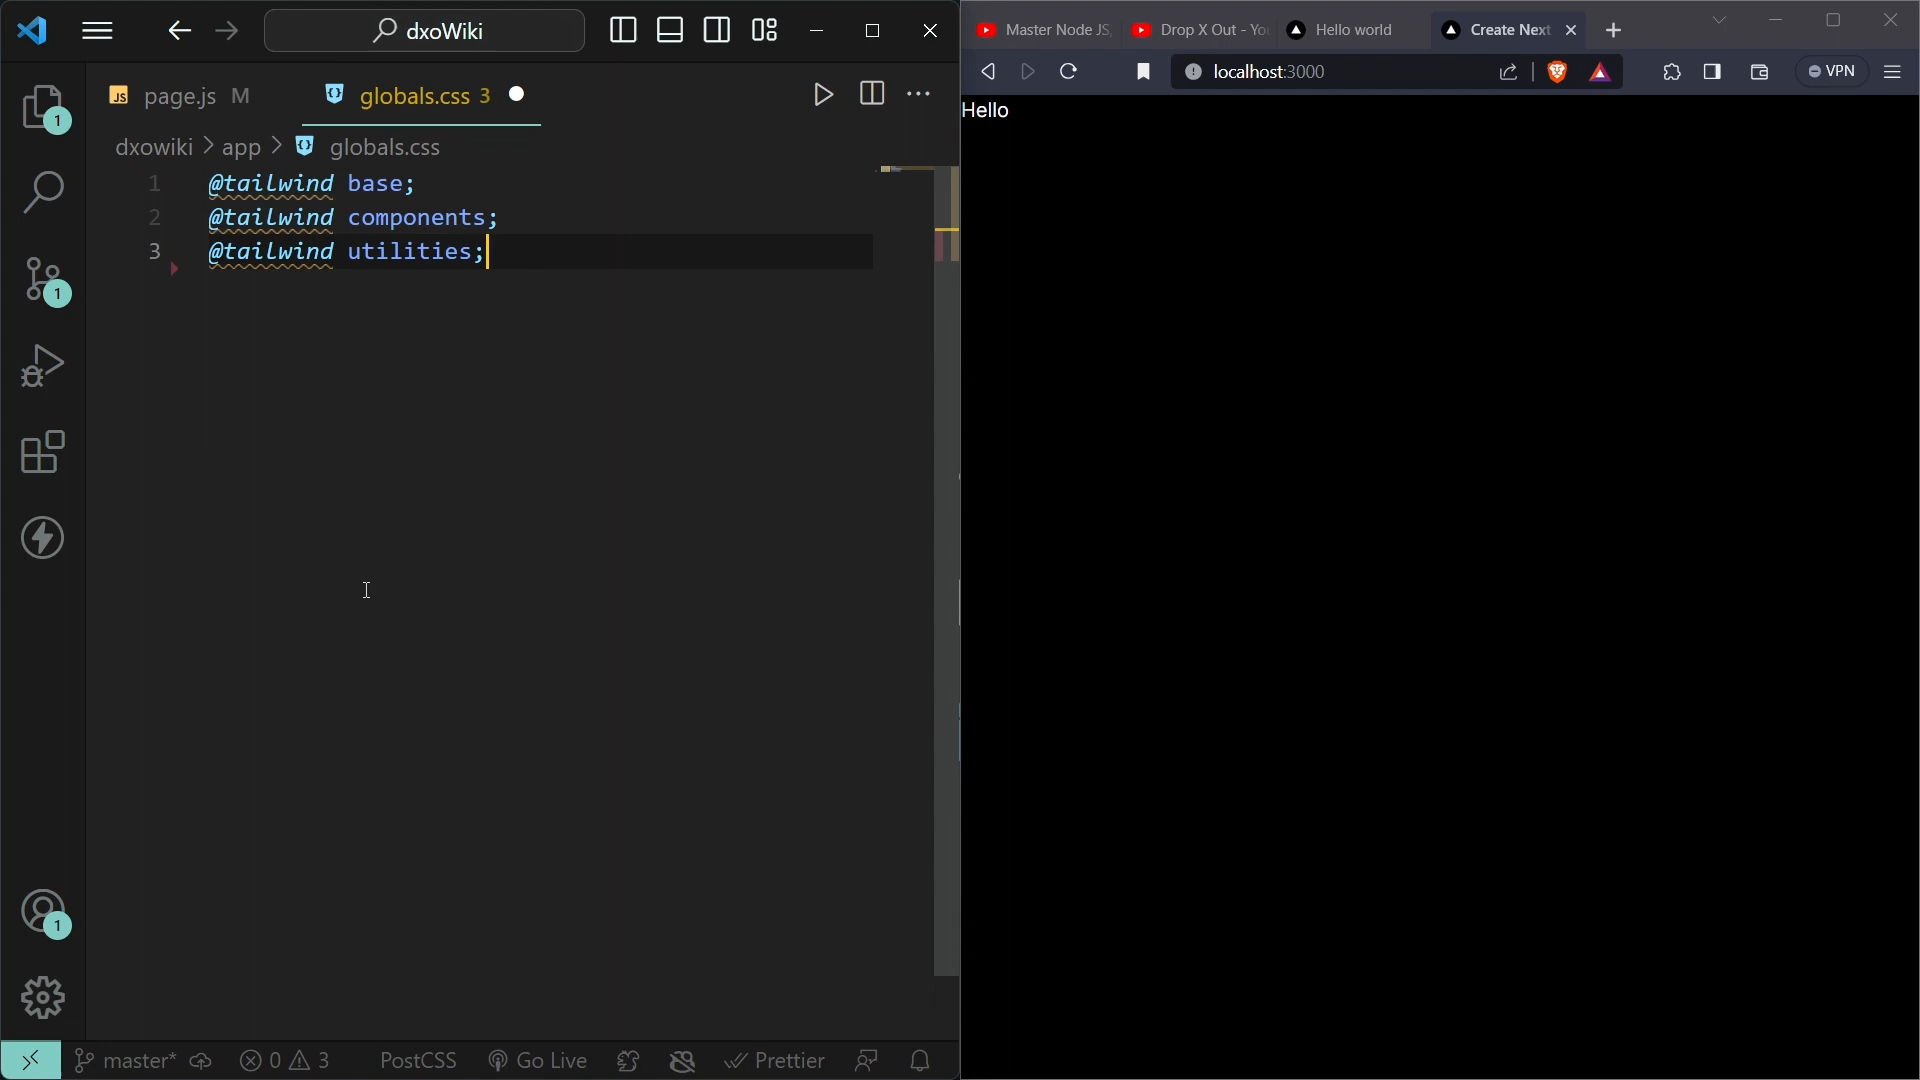 dxoWiki
page.js M
globals.css 3
dxowiki > app > globals.css
1 @tailwind base;
2 @tailwind components;
3 @tailwind utilities;
1
1
1
master* 0 3 PostCSS Go Live Prettier
Master Node JS,
Drop X Out - You
Hello world
Create Next
localhost:3000
VPN
Hello